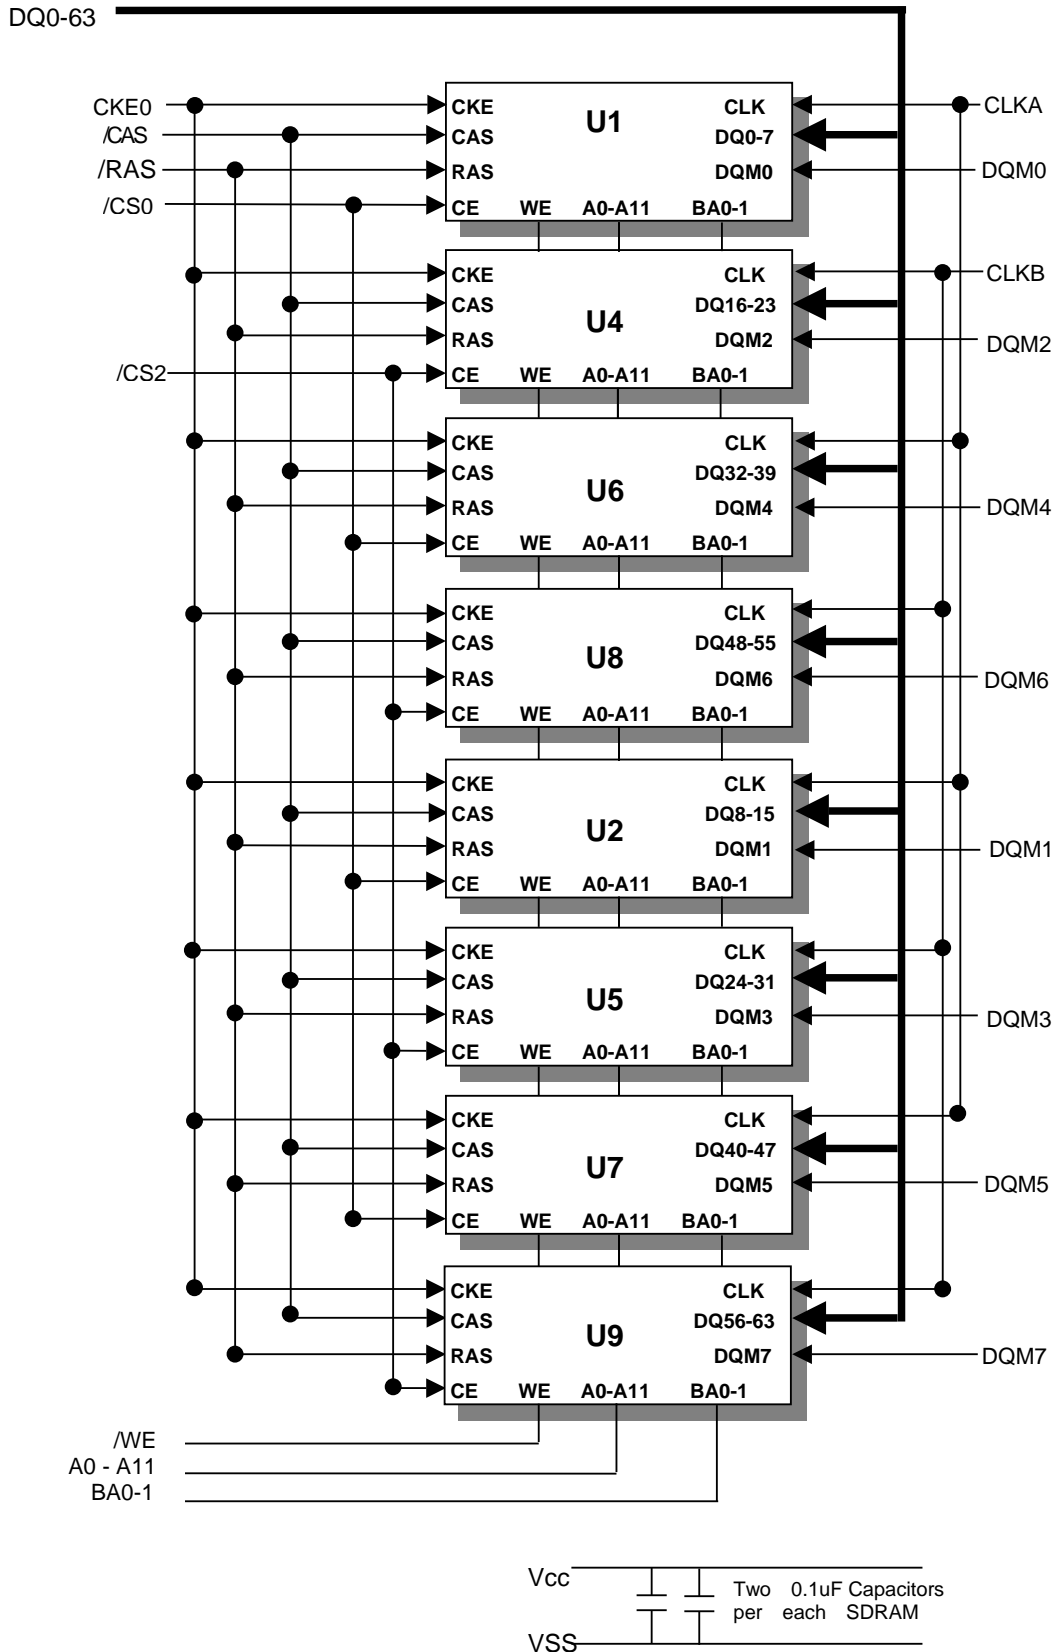 DQ0-63
CKE0 CKE U1 CLK CLKA
/CAS CAS DQ0-7
/RAS RAS DQM0 DQM0
/CS0 CE WE A0-A11 BA0-1
CKE CLK CLKB
CAS U4 DQ16-23
RAS DQM2 DQM2
/CS2 CE WE A0-A11 BA0-1
CKE CLK
CAS U6 DQ32-39
RAS DQM4 DQM4
CE WE A0-A11 BA0-1
CKE CLK
CAS U8 DQ48-55
RAS DQM6 DQM6
CE WE A0-A11 BA0-1
CKE CLK
CAS U2 DQ8-15
RAS DQM1 DQM1
CE WE A0-A11 BA0-1
CKE CLK
CAS U5 DQ24-31
RAS DQM3 DQM3
CE WE A0-A11 BA0-1
CKE CLK
CAS U7 DQ40-47
RAS DQM5 DQM5
CE WE A0-A11 BA0-1
CKE CLK
CAS U9 DQ56-63
RAS DQM7 DQM7
CE WE A0-A11 BA0-1
/WE
A0 - A11
BA0-1
Vcc
Two 0.1uF Capacitors
per each SDRAM
VSS